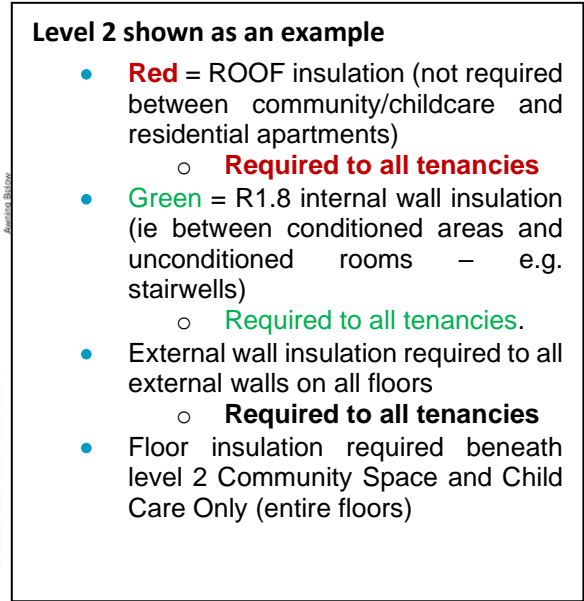 Level 2 shown as an example
• Red = ROOF insulation (not required
between community/childcare and
residential apartments)
o Required to all tenancies
• Green = R1.8 internal wall insulation
(ie between conditioned areas and
unconditioned rooms – e.g.
stairwells)
o Required to all tenancies.
• External wall insulation required to all
external walls on all floors
o Required to all tenancies
• Floor insulation required beneath
level 2 Community Space and Child
Care Only (entire floors)
Awning Below